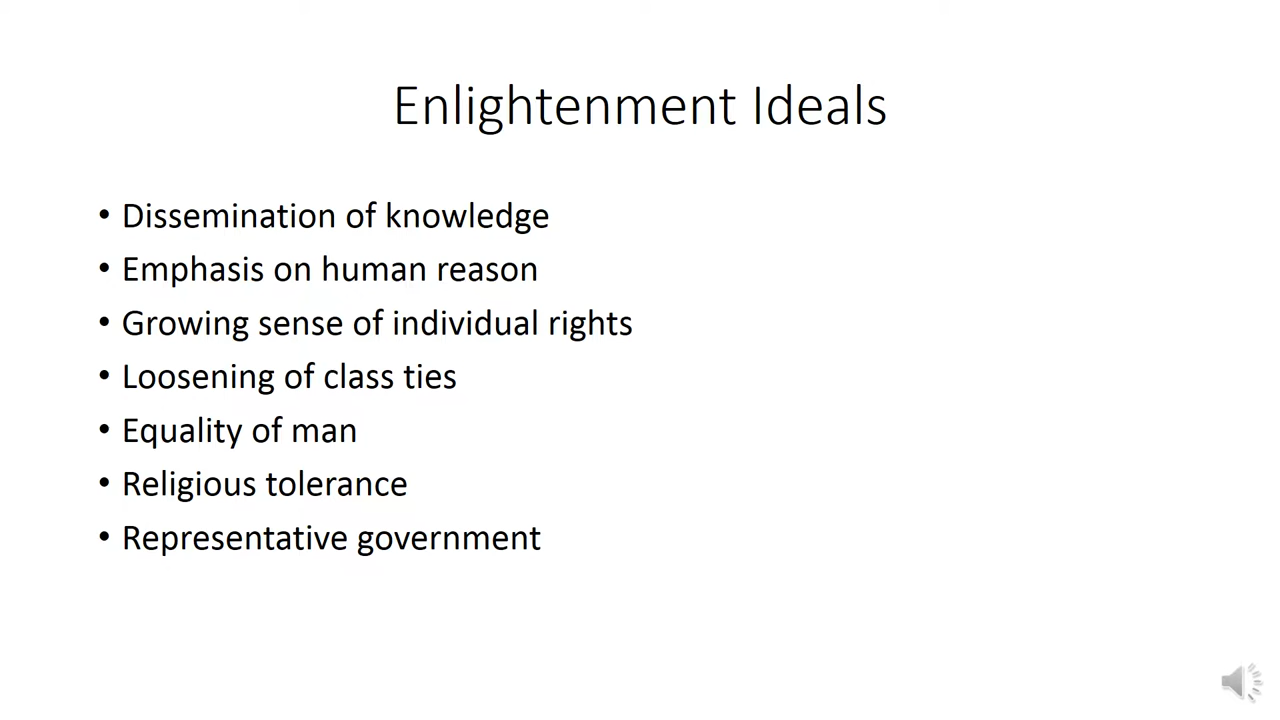 Enlightenment Ideals
• Dissemination of knowledge
• Emphasis on human reason
• Growing sense of individual rights
• Loosening of class ties
• Equality of man
• Religious tolerance
• Representative government